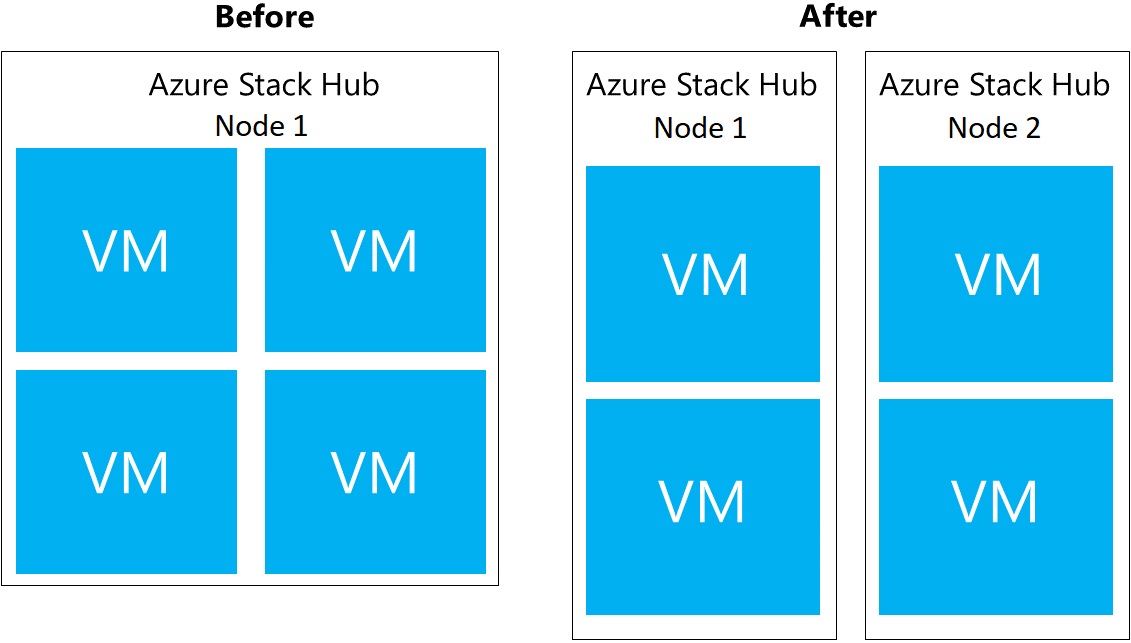 Before
Azure Stack Hub
Node 1
VM VM
VM VM
After
Azure Stack Hub
Node 1
VM
VM
Azure Stack Hub
Node 2
VM
VM